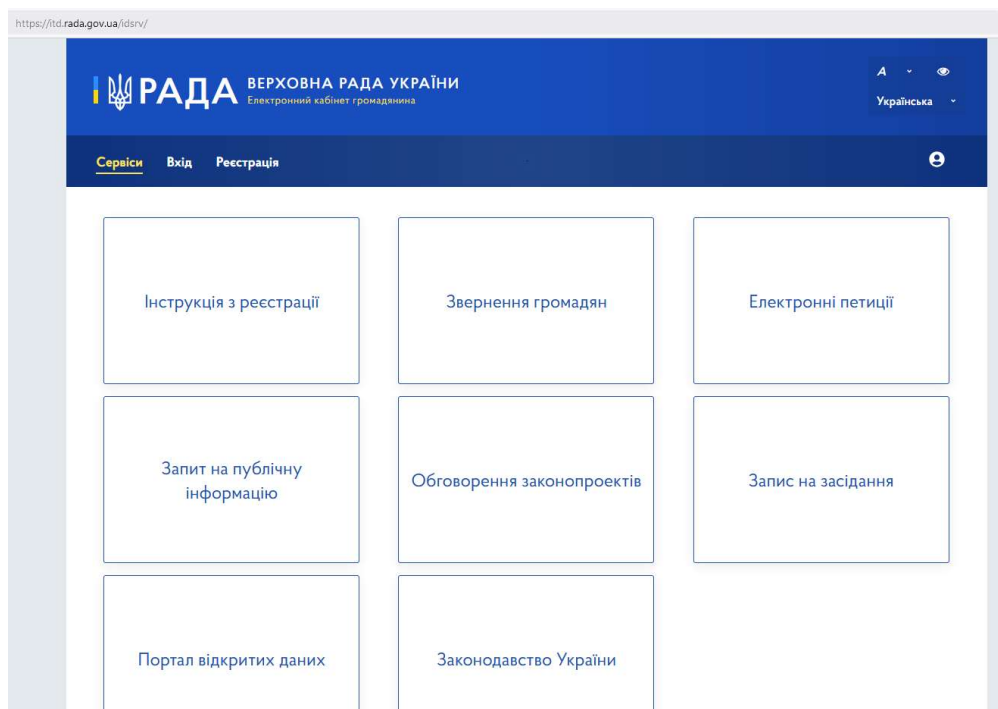 https://itd.rada.gov.ua/idsrv/
РАДА
ВЕРХОВНА РАДА УКРАЇНИ
Електронний кабінет громадянина
A
Українська
Сервіси Вхід Реєстрація
Інструкція з реєстрації
Звернення громадян
Електронні петиції
Запит на публічну
інформацію
Обговорення законопроектів
Запис на засідання
Портал відкритих даних
Законодавство України